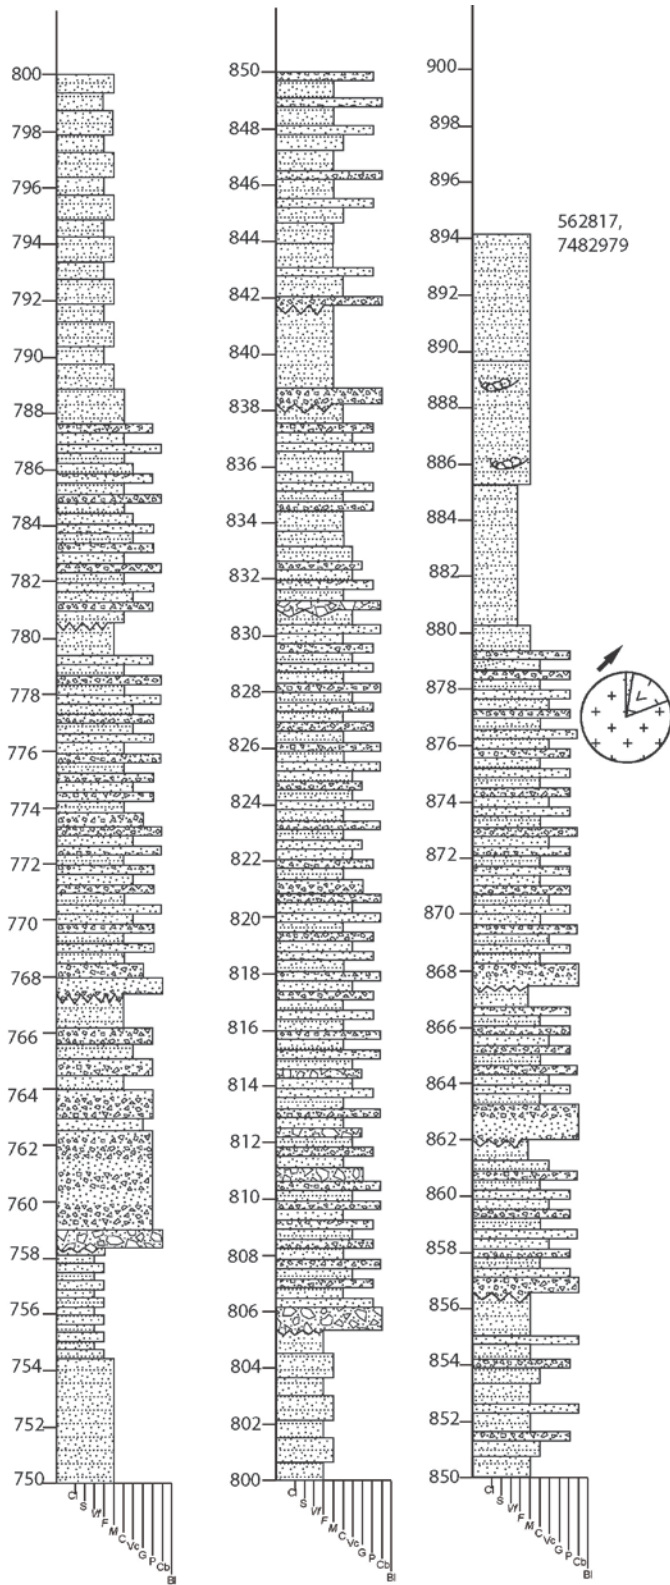 800
798
796
794
792
790
788
786
784
782
780
778
776
774
772
770
768
766
764
762
760
758
756
754
752
750
Cl
S
Vf
F
M
C
Vc
G
P
Cb
Bl
850
848
846
844
842
840
838
836
834
832
830
828
826
824
822
820
818
816
814
812
810
808
806
804
802
800
Cl
S
Vf
F
M
C
Vc
G
P
Cb
Bl
900
898
896
894
562817,
7482979
892
890
888
886
884
882
880
878
876
874
872
870
868
866
864
862
860
858
856
854
852
850
Cl
S
Vf
F
M
C
Vc
G
P
Cb
Bl